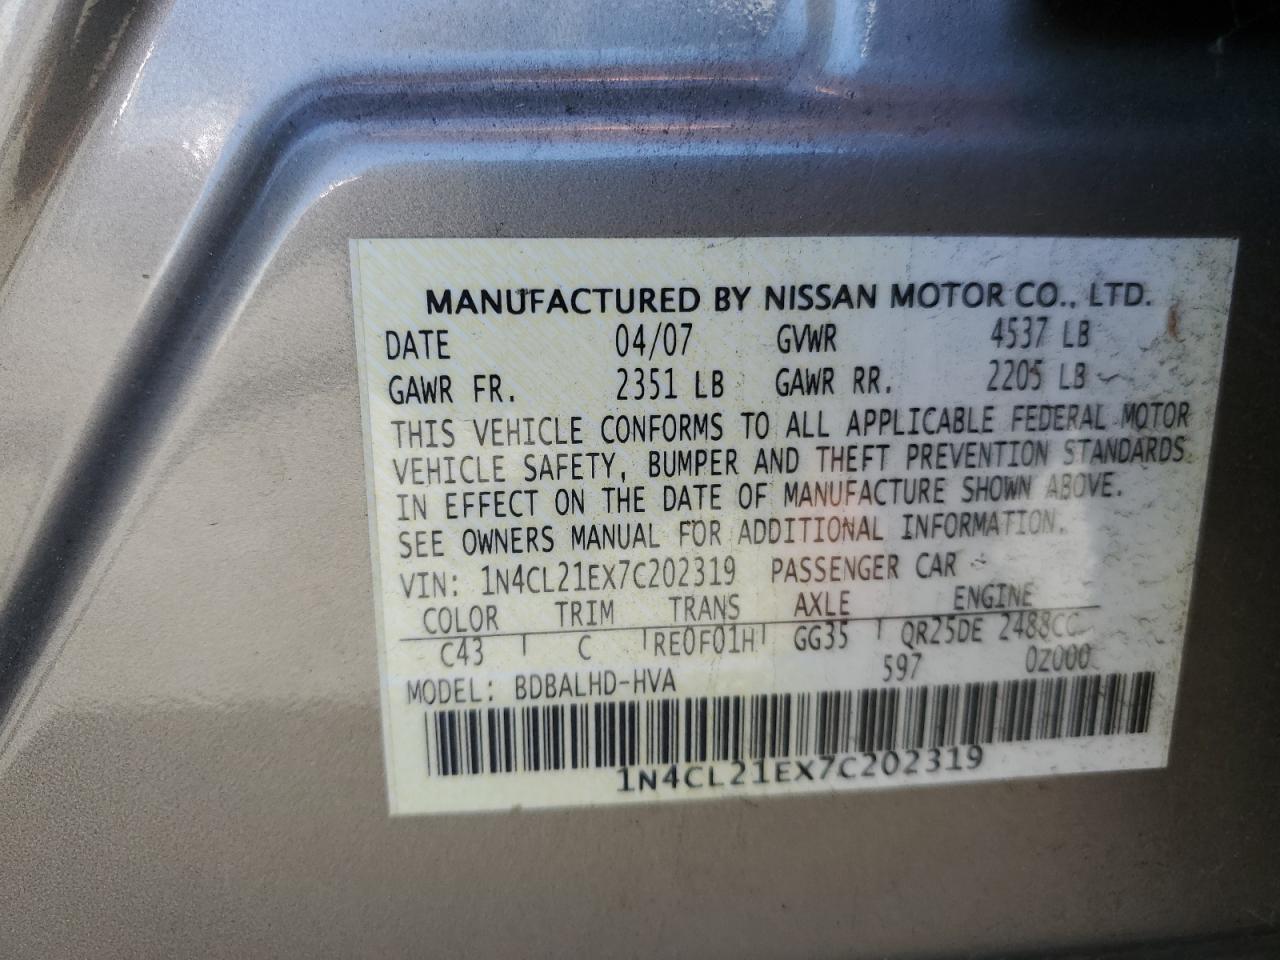 MANUFACTURED BY NISSAN MOTOR CO., LTD.
DATE 04/07 GVWR 4537 LB
GAWR FR. 2351 LB GAWR RR. 2205 LB
THIS VEHICLE CONFORMS TO ALL APPLICABLE FEDERAL MOTOR
VEHICLE SAFETY, BUMPER AND THEFT PREVENTION STANDARDS
IN EFFECT ON THE DATE OF MANUFACTURE SHOWN ABOVE.
SEE OWNERS MANUAL FOR ADDITIONAL INFORMATION.
VIN: 1N4CL21EX7C202319 PASSENGER CAR
COLOR TRIM TRANS AXLE ENGINE
C43 C RE0F01H GG35 QR25DE 2488CC
MODEL: BDBALHD-HVA 597 0Z000
1N4CL21EX7C202319